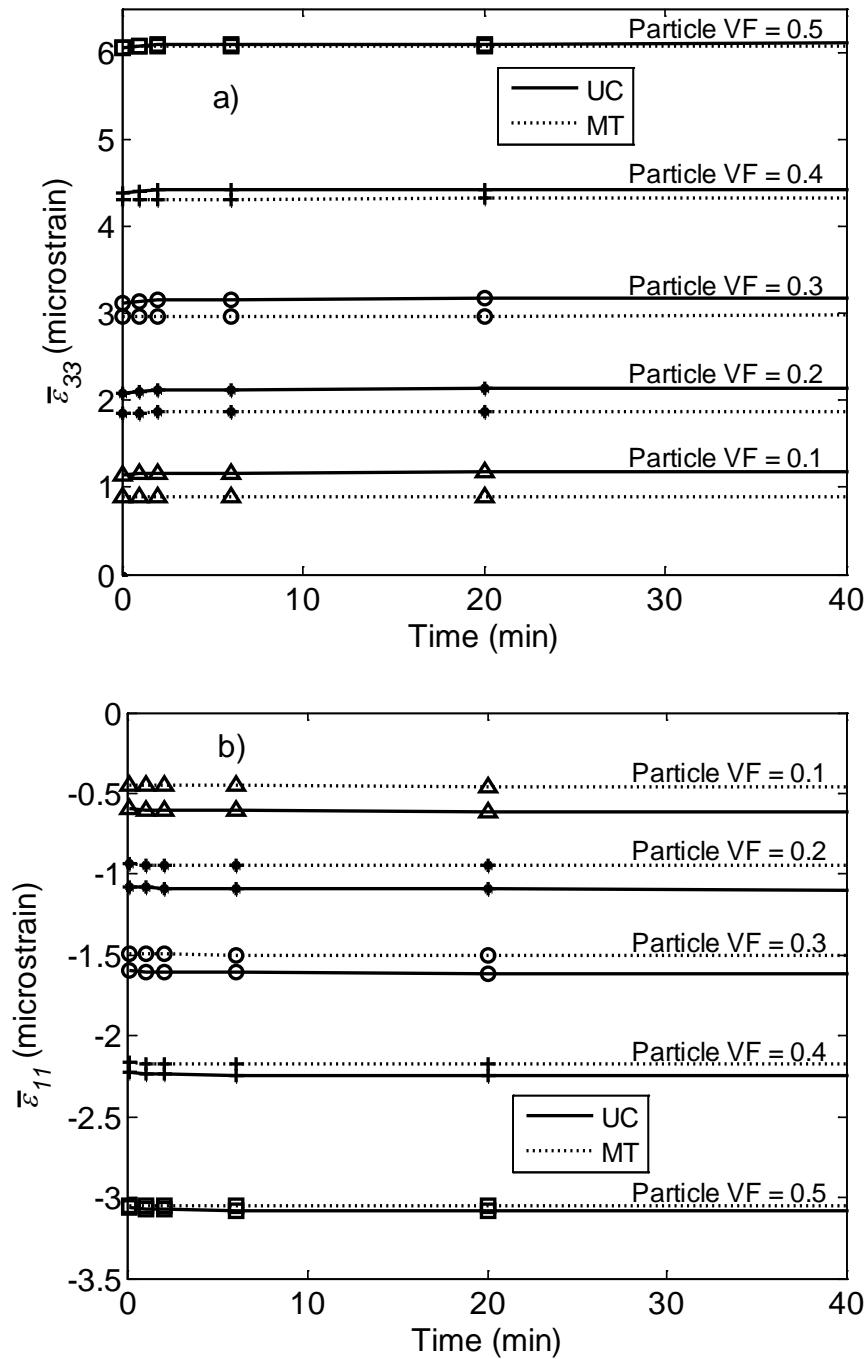 6
5
4
3
2
1
0
ε̅33 (microstrain)
a)
UC
MT
Particle VF = 0.5
Particle VF = 0.4
Particle VF = 0.3
Particle VF = 0.2
Particle VF = 0.1
0 10 20 30 40
Time (min)
0
-0.5
-1
-1.5
-2
-2.5
-3
-3.5
ε̅11 (microstrain)
b)
Particle VF = 0.1
Particle VF = 0.2
Particle VF = 0.3
Particle VF = 0.4
UC
MT
Particle VF = 0.5
0 10 20 30 40
Time (min)